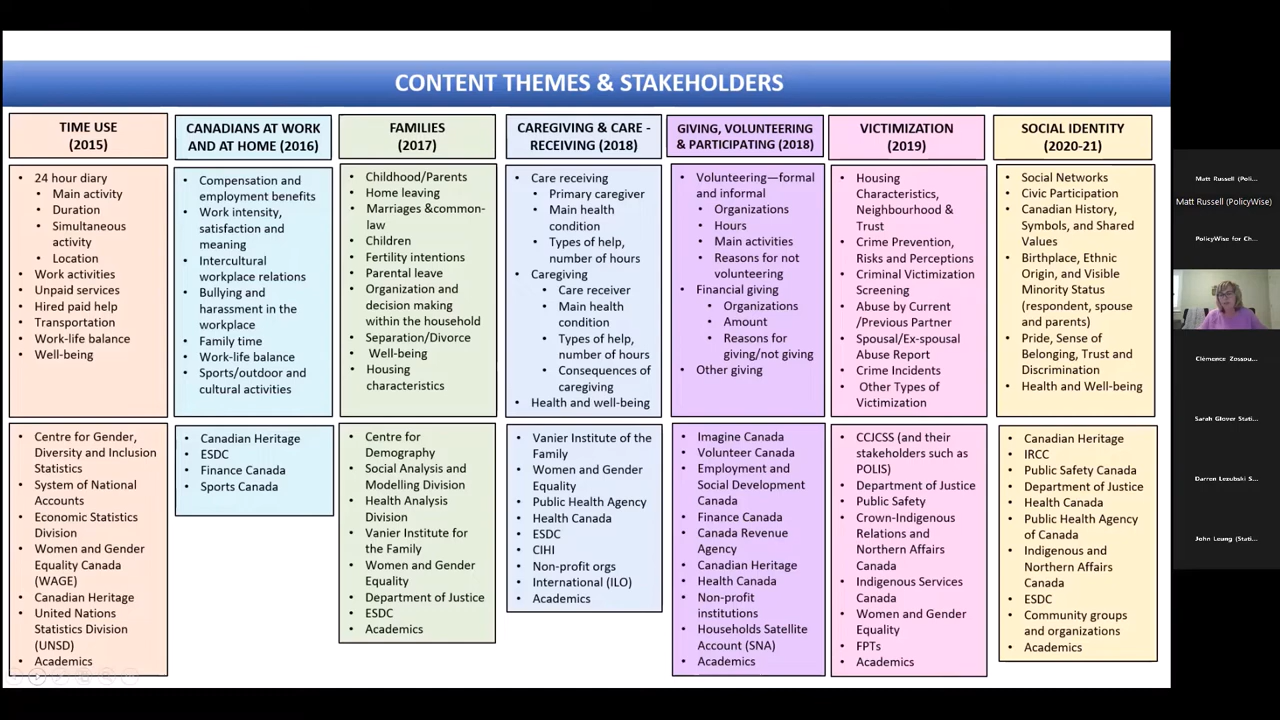 CONTENT THEMES & STAKEHOLDERS
TIME USE
(2015)
24 hour diary
Main activity
Duration
Simultaneous
activity
Location
Work activities
Unpaid services
Hired paid help
Transportation
Work-life balance
Well-being
Centre for Gender,
Diversity and Inclusion
Statistics
System of National
Accounts
Economic Statistics
Division
Women and Gender
Equality Canada
(WAGE)
Canadian Heritage
United Nations
Statistics Division
(UNSD)
Academics
CANADIANS AT WORK
AND AT HOME (2016)
Compensation and
employment benefits
Work intensity,
satisfaction and
meaning
Intercultural
workplace relations
Bullying and
harassment in the
workplace
Family time
Work-life balance
Sports/outdoor and
cultural activities
Canadian Heritage
ESDC
Finance Canada
Sports Canada
FAMILIES
(2017)
Childhood/Parents
Home leaving
Marriages &common-
law
Children
Fertility intentions
Parental leave
Organization and
decision making
within the household
Separation/Divorce
Well-being
Housing
characteristics
Centre for
Demography
Social Analysis and
Modelling Division
Health Analysis
Division
Vanier Institute for
the Family
Women and Gender
Equality
Department of Justice
ESDC
Academics
CAREGIVING & CARE -
RECEIVING (2018)
Care receiving
Primary caregiver
Main health
condition
Types of help,
number of hours
Caregiving
Care receiver
Main health
condition
Types of help,
number of hours
Consequences of
caregiving
Health and well-being
Vanier Institute of the
Family
Women and Gender
Equality
Public Health Agency
Health Canada
ESDC
CIHI
Non-profit orgs
International (ILO)
Academics
GIVING, VOLUNTEERING
& PARTICIPATING (2018)
Volunteering—formal
and informal
Organizations
Hours
Main activities
Reasons for not
volunteering
Financial giving
Organizations
Amount
Reasons for
giving/not giving
Other giving
Imagine Canada
Volunteer Canada
Employment and
Social Development
Canada
Finance Canada
Canada Revenue
Agency
Canadian Heritage
Health Canada
Non-profit
institutions
Households Satellite
Account (SNA)
Academics
VICTIMIZATION
(2019)
Housing
Characteristics,
Neighbourhood &
Trust
Crime Prevention,
Risks and Perceptions
Criminal Victimization
Screening
Abuse by Current
/Previous Partner
Spousal/Ex-spousal
Abuse Report
Crime Incidents
Other Types of
Victimization
CCJCSS (and their
stakeholders such as
POLIS)
Department of Justice
Public Safety
Crown-Indigenous
Relations and
Northern Affairs
Canada
Indigenous Services
Canada
Women and Gender
Equality
FPTs
Academics
SOCIAL IDENTITY
(2020-21)
Social Networks
Civic Participation
Canadian History,
Symbols, and Shared
Values
Birthplace, Ethnic
Origin, and Visible
Minority Status
(respondent, spouse
and parents)
Pride, Sense of
Belonging, Trust and
Discrimination
Health and Well-being
Canadian Heritage
IRCC
Public Safety Canada
Department of Justice
Health Canada
Public Health Agency
of Canada
Indigenous and
Northern Affairs
Canada
ESDC
Community groups
and organizations
Academics
Matt Russell (Poli...
Matt Russell (PolicyWise)
PolicyWise for Ch...
Clémence Zossou...
Sarah Glover Stati...
Darren Lezubski S...
John Leung (Stati...